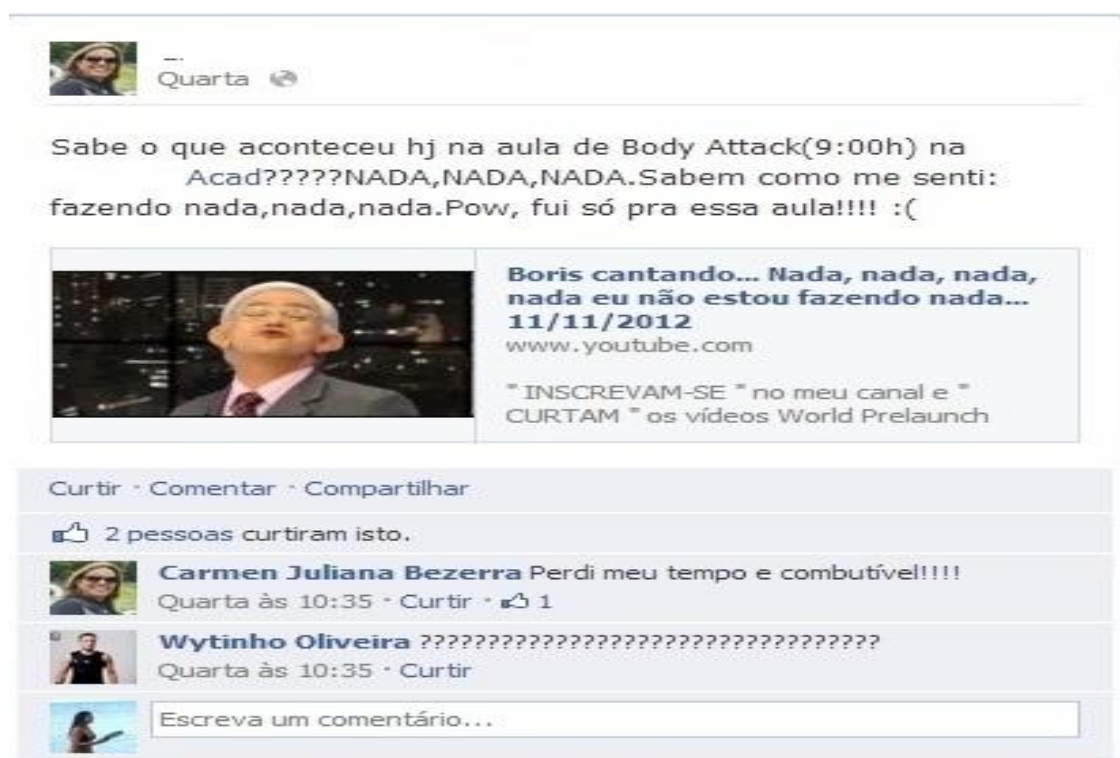 Quarta
Sabe o que aconteceu hj na aula de Body Attack(9:00h) na
Acad?????NADA,NADA,NADA.Sabem como me senti:
fazendo nada,nada,nada.Pow, fui só pra essa aula!!!! :(
Boris cantando... Nada, nada, nada,
nada eu não estou fazendo nada...
11/11/2012
www.youtube.com
" INSCREVAM-SE " no meu canal e "
CURTAM " os vídeos World Prelaunch
Curtir · Comentar · Compartilhar
2 pessoas curtiram isto.
Carmen Juliana Bezerra Perdi meu tempo e combutível!!!!
Quarta às 10:35 · Curtir · 1
Wytinho Oliveira ??????????????????????????????????
Quarta às 10:35 · Curtir
Escreva um comentário...